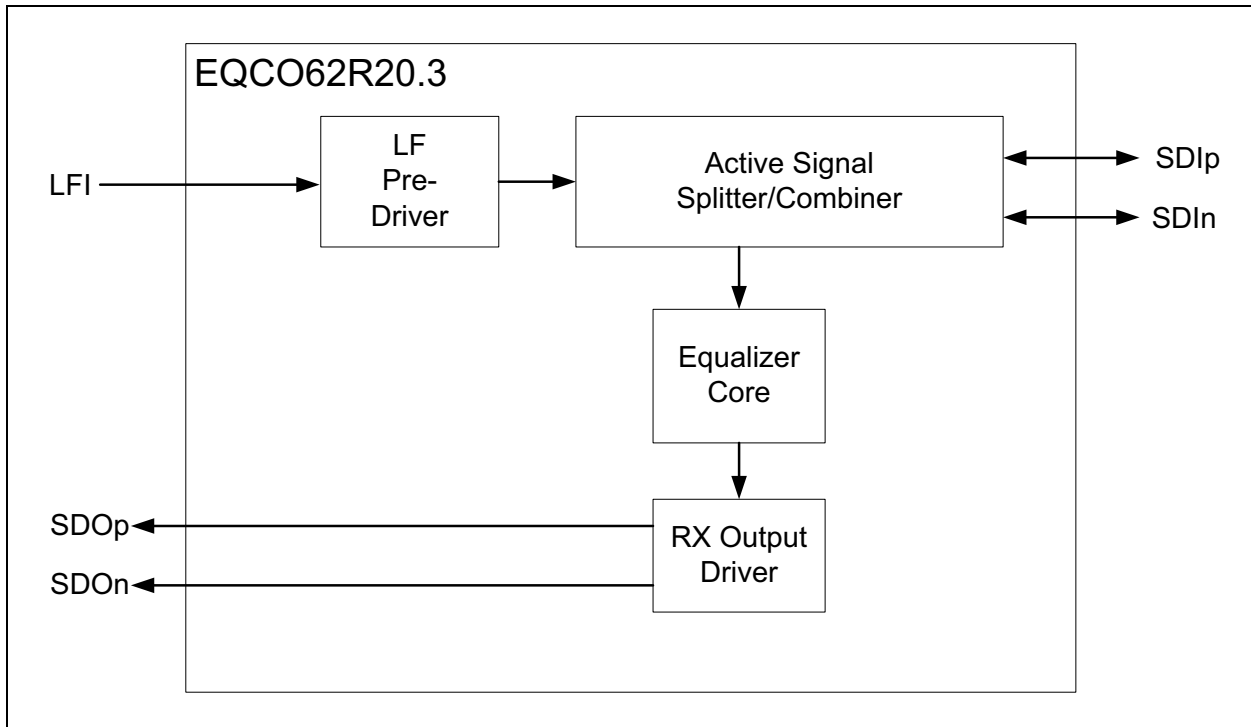 EQCO62R20.3
LFI
LF
Pre-
Driver
Active Signal
Splitter/Combiner
SDIp
SDIn
Equalizer
Core
SDOp
SDOn
RX Output
Driver